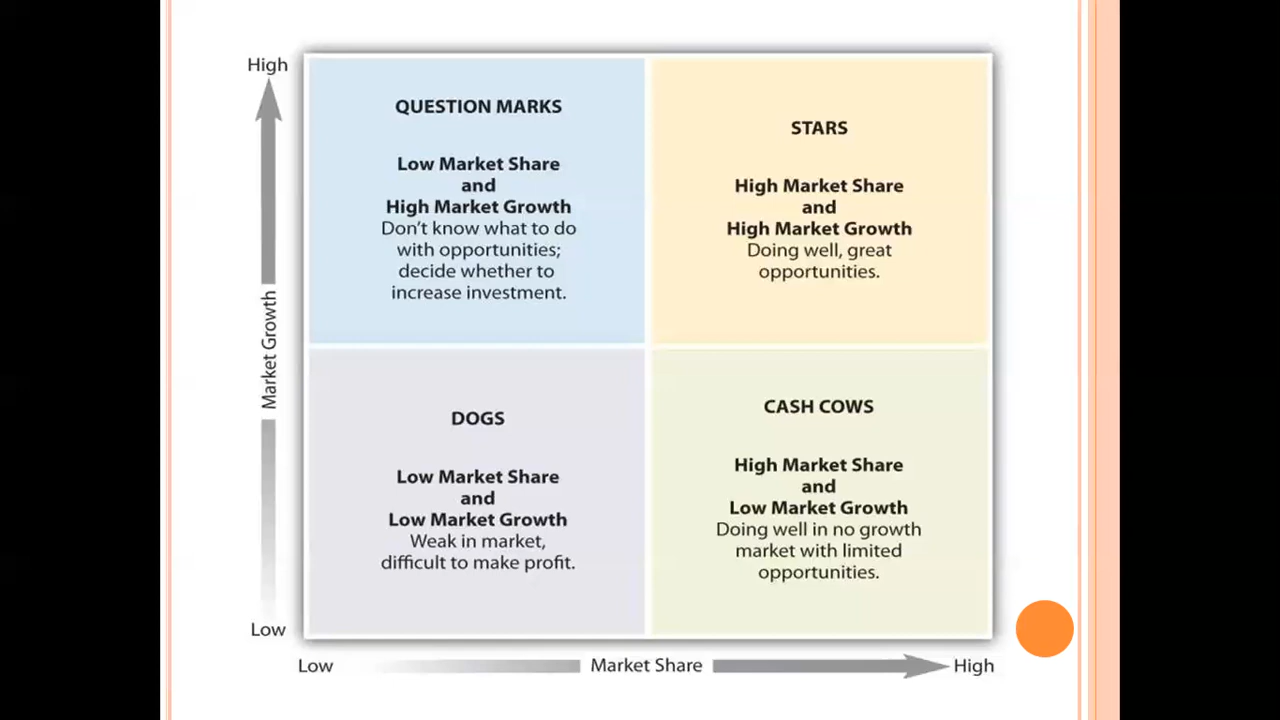 High
QUESTION MARKS
Low Market Share
and
High Market Growth
Don't know what to do
with opportunities;
decide whether to
increase investment.
STARS
High Market Share
and
High Market Growth
Doing well, great
opportunities.
Market Growth
DOGS
Low Market Share
and
Low Market Growth
Weak in market,
difficult to make profit.
CASH COWS
High Market Share
and
Low Market Growth
Doing well in no growth
market with limited
opportunities.
Low
Low
Market Share
High